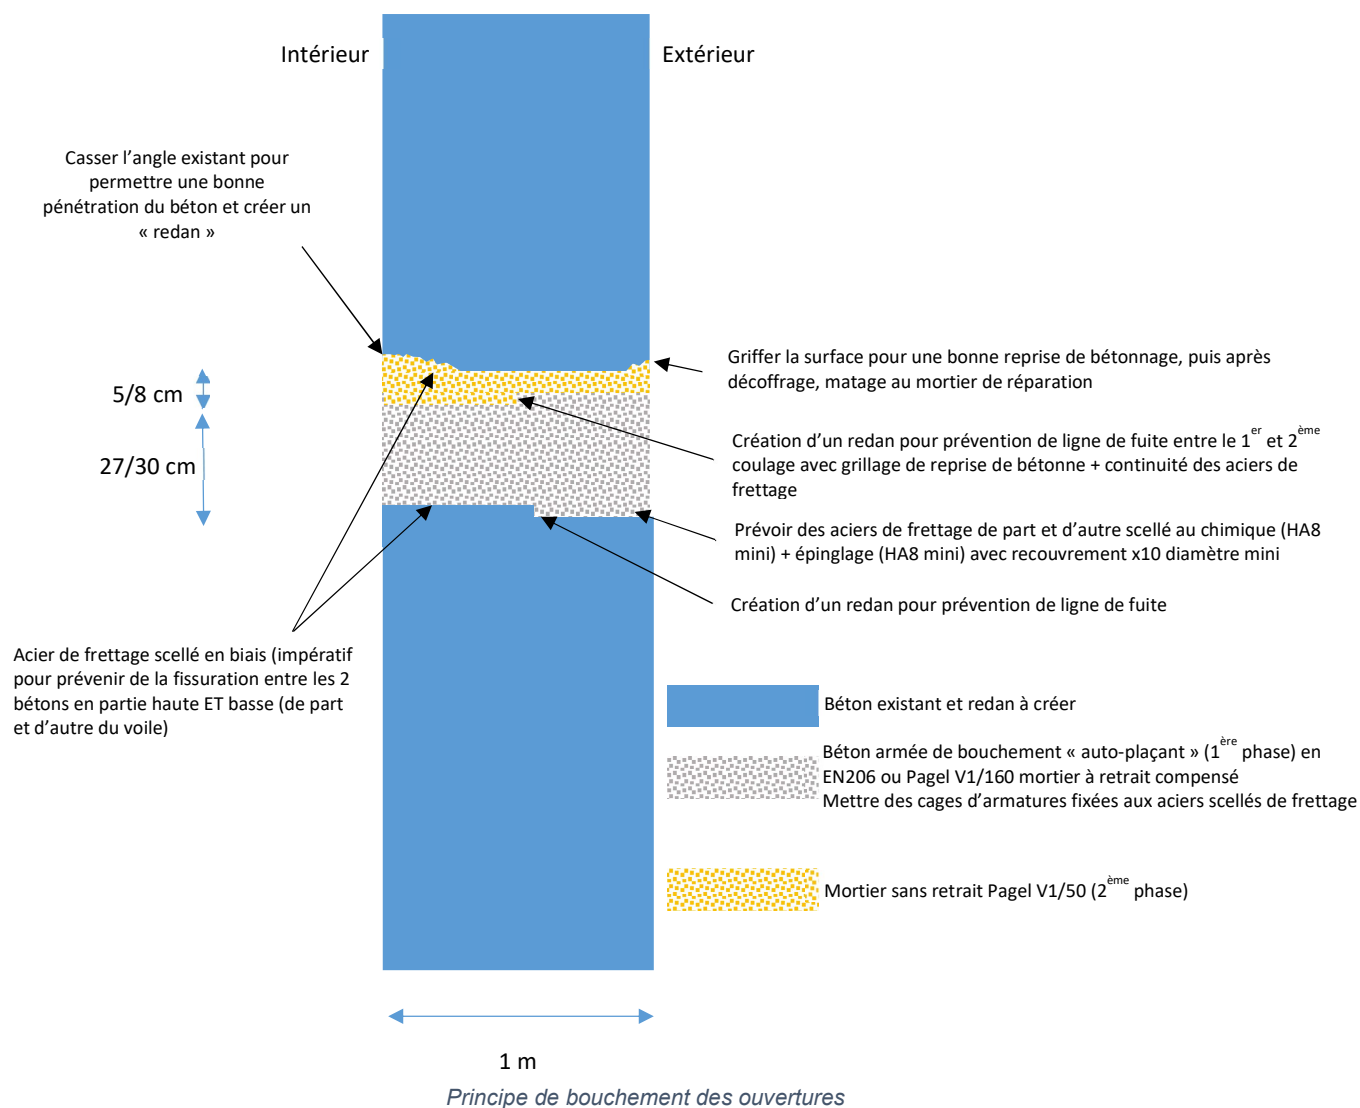 Intérieur
Extérieur
Casser l'angle existant pour
permettre une bonne
pénétration du béton et créer un
« redan »
5/8 cm
27/30 cm
Griffer la surface pour une bonne reprise de bétonnage, puis après
décoffrage, matage au mortier de réparation
Création d'un redan pour prévention de ligne de fuite entre le 1er et 2ème
coulage avec grillage de reprise de bétonne + continuité des aciers de
frettage
Prévoir des aciers de frettage de part et d'autre scellé au chimique (HA8
mini) + épinglage (HA8 mini) avec recouvrement x10 diamètre mini
Création d'un redan pour prévention de ligne de fuite
Acier de frettage scellé en biais (impératif
pour prévenir de la fissuration entre les 2
bétons en partie haute ET basse (de part
et d'autre du voile)
Béton existant et redan à créer
Béton armée de bouchement « auto-plaçant » (1ère phase) en
EN206 ou Pagel V1/160 mortier à retrait compensé
Mettre des cages d'armatures fixées aux aciers scellés de frettage
Mortier sans retrait Pagel V1/50 (2ème phase)
1 m
Principe de bouchement des ouvertures